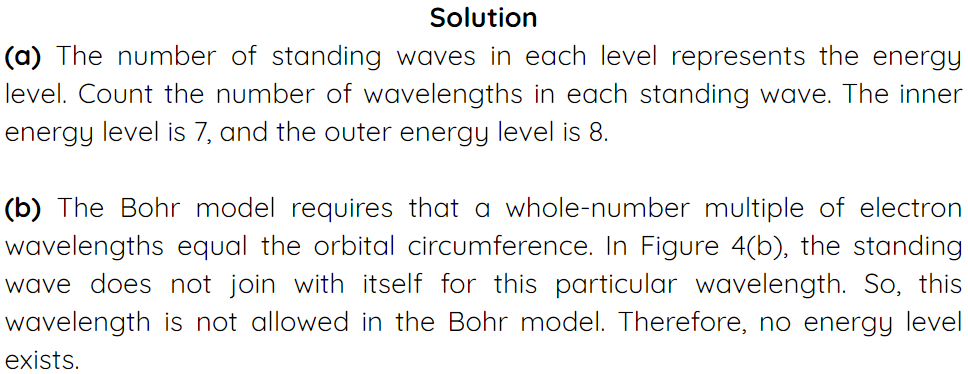 Solution
(a) The number of standing waves in each level represents the energy
level. Count the number of wavelengths in each standing wave. The inner
energy level is 7, and the outer energy level is 8.
(b) The Bohr model requires that a whole-number multiple of electron
wavelengths equal the orbital circumference. In Figure 4(b), the standing
wave does not join with itself for this particular wavelength. So, this
wavelength is not allowed in the Bohr model. Therefore, no energy level
exists.